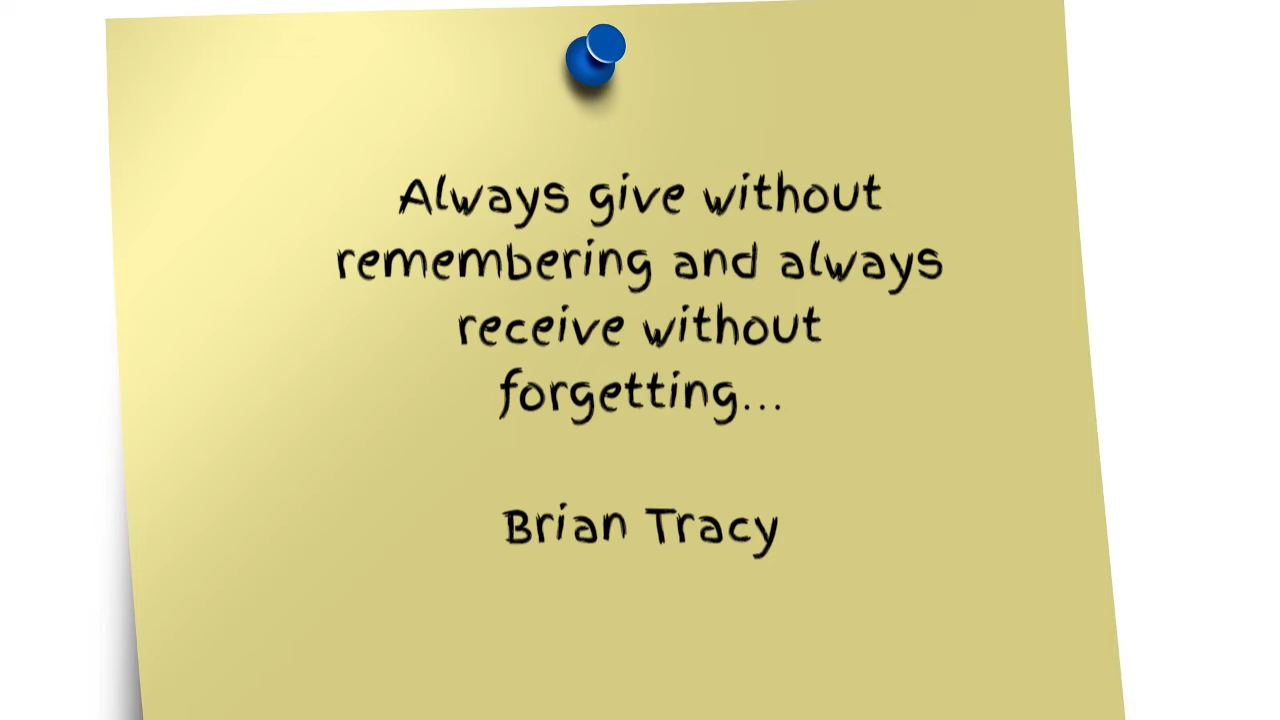 Always give without
remembering and always
receive without
forgetting...
Brian Tracy